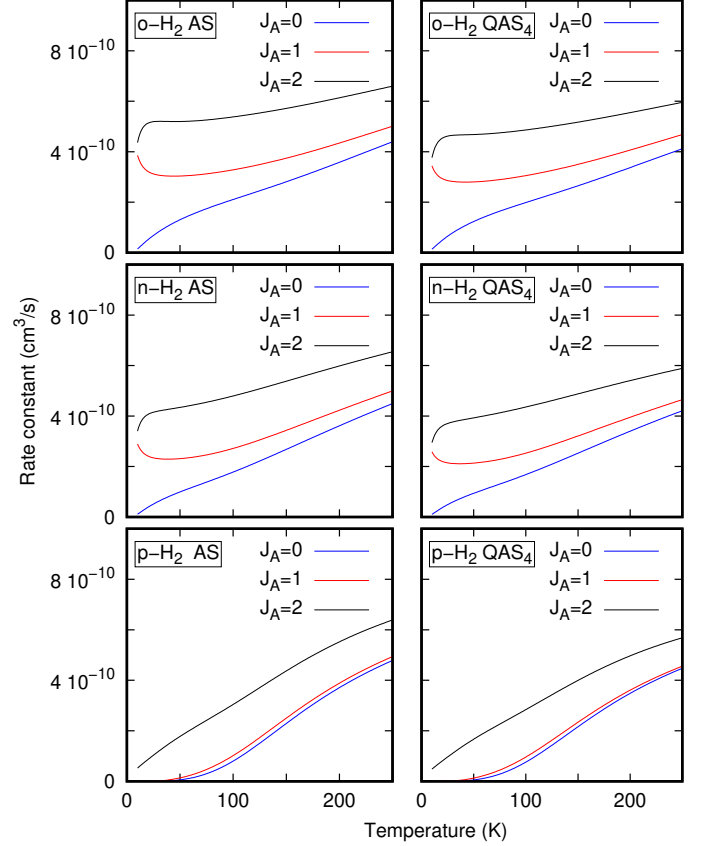 o−H2 AS
J_A=0
J_A=1
J_A=2
8 10^-10
4 10^-10
0
o−H2 QAS4
J_A=0
J_A=1
J_A=2
n−H2 AS
J_A=0
J_A=1
J_A=2
8 10^-10
4 10^-10
0
n−H2 QAS4
J_A=0
J_A=1
J_A=2
Rate constant (cm^3/s)
p−H2 AS
J_A=0
J_A=1
J_A=2
8 10^-10
4 10^-10
0
p−H2 QAS4
J_A=0
J_A=1
J_A=2
0 100 200
0 100 200
Temperature (K)